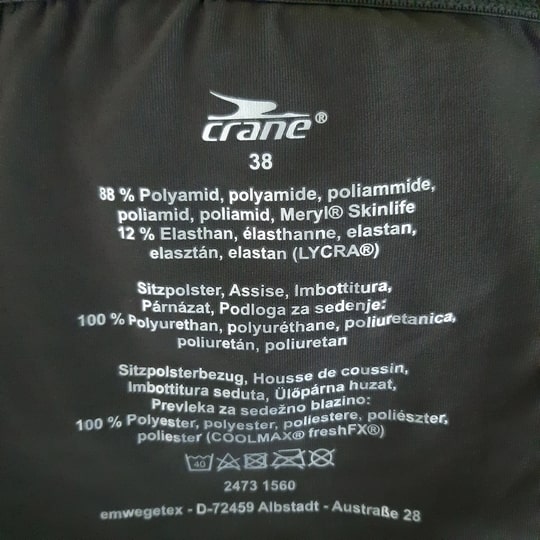 crane®
38
88 % Polyamid, polyamide, poliammide,
poliamid, poliamid, Meryl® Skinlife
12 % Elasthan, élasthanne, elastan,
elasztán, elastan (LYCRA®)
Sitzpolster, Assise, Imbottitura,
Párnázat, Podloga za sedenje:
100 % Polyurethan, polyuréthane, poliuretanica,
poliuretán, poliuretan
Sitzpolsterbezug, Housse de coussin,
Imbottitura seduta, Ülőpárna huzat,
Prevleka za sedežno blazino:
100 % Polyester, polyester, poliestere, poliészter,
poliester (COOLMAX® freshFX®)
40
2473 1560
emwegetex - D-72459 Albstadt - Austraße 28